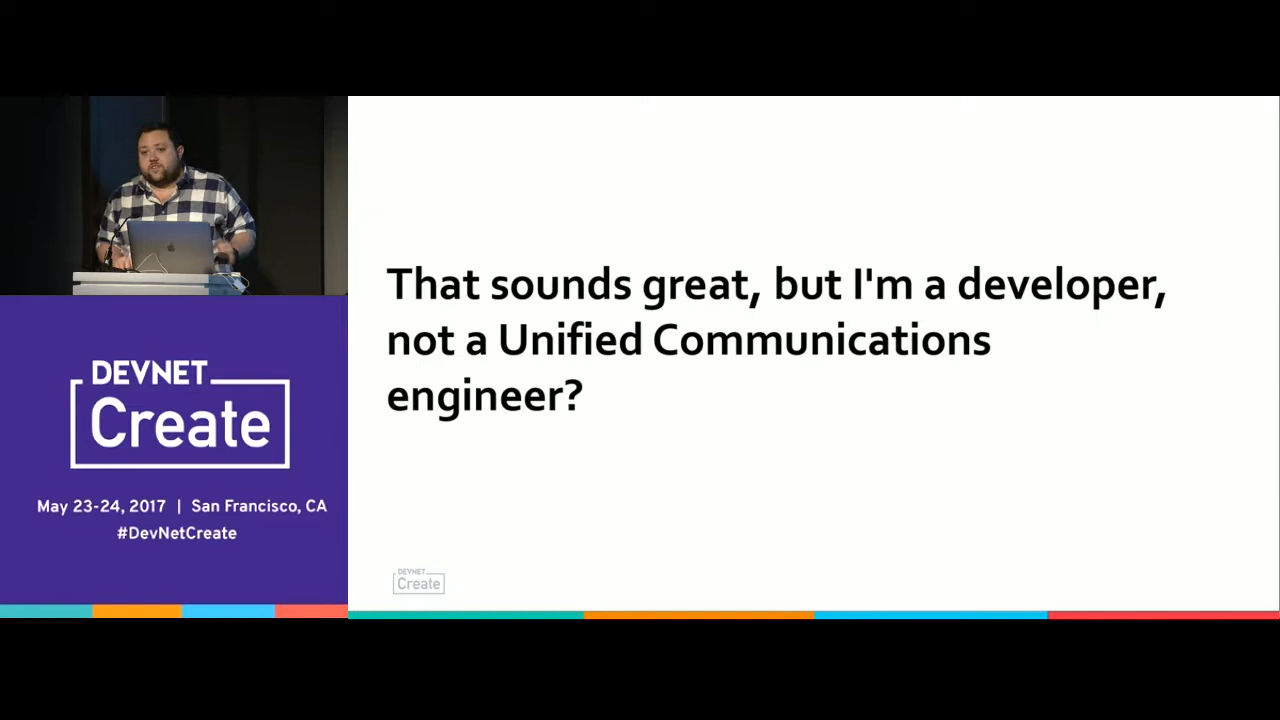 DEVNET
Create
May 23-24, 2017 | San Francisco, CA
#DevNetCreate
That sounds great, but I'm a developer,
not a Unified Communications
engineer?
DEVNET
Create